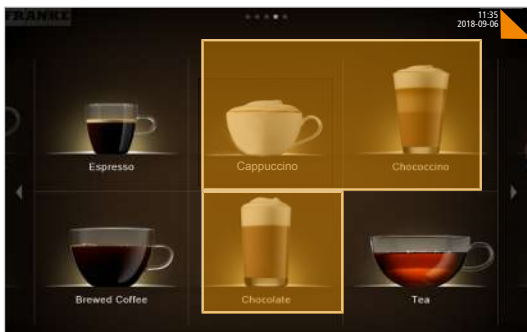 FRANKE
11:35
2018-09-06
Espresso
Cappuccino
Chococcino
Brewed Coffee
Chocolate
Tea